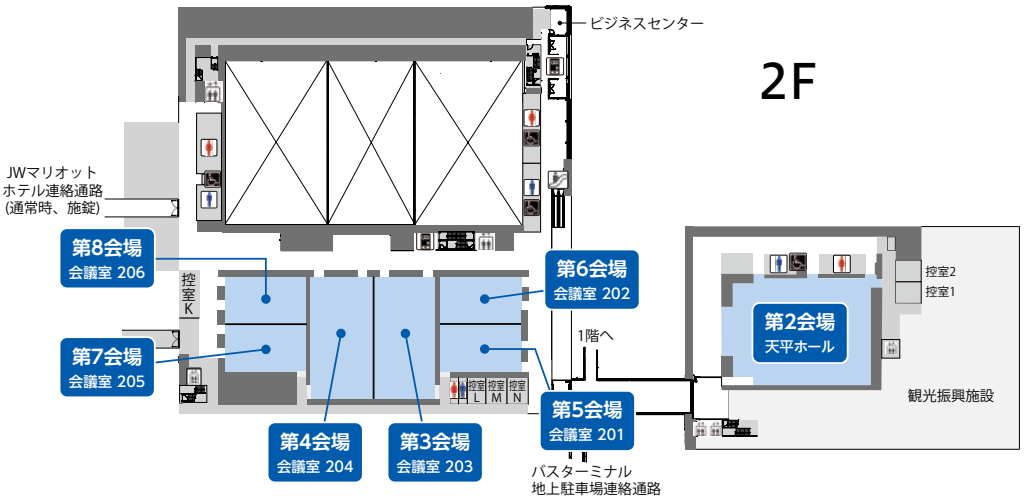 ビジネスセンター
2F
JWマリオット
ホテル連絡通路
(通常時、施錠)
第8会場
会議室 206
控室K
第6会場
会議室 202
控室2
控室1
第2会場
天平ホール
1階へ
第7会場
会議室 205
控室
L
控室
M
控室
N
観光振興施設
第5会場
会議室 201
第4会場
会議室 204
第3会場
会議室 203
バスターミナル
地上駐車場連絡通路